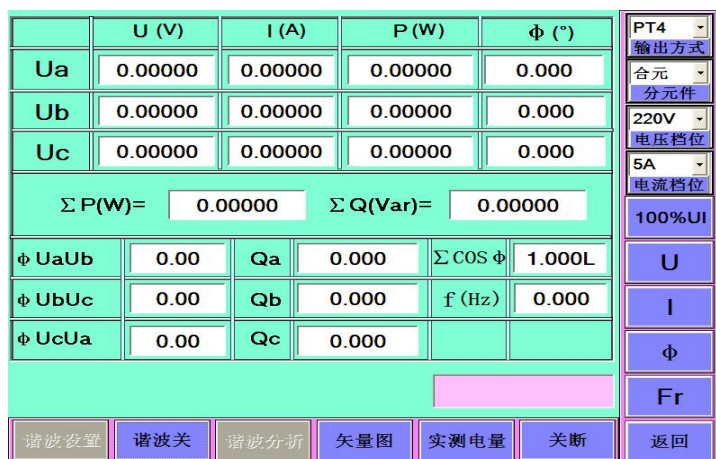 U (V) I (A) P (W) Φ (°)
Ua 0.00000 0.00000 0.00000 0.000
Ub 0.00000 0.00000 0.00000 0.000
Uc 0.00000 0.00000 0.00000 0.000
ΣP(W)= 0.00000 ΣQ(Var)= 0.00000
Φ UaUb 0.00 Qa 0.000 ΣCOSΦ 1.000L
Φ UbUc 0.00 Qb 0.000 f(Hz) 0.000
Φ UcUa 0.00 Qc 0.000
谐波设置 谐波关 谐波分析 矢量图 实测电量 关断
PT4
输出方式
合元
分元件
220V
电压档位
5A
电流档位
100%UI
U
I
Φ
Fr
返回